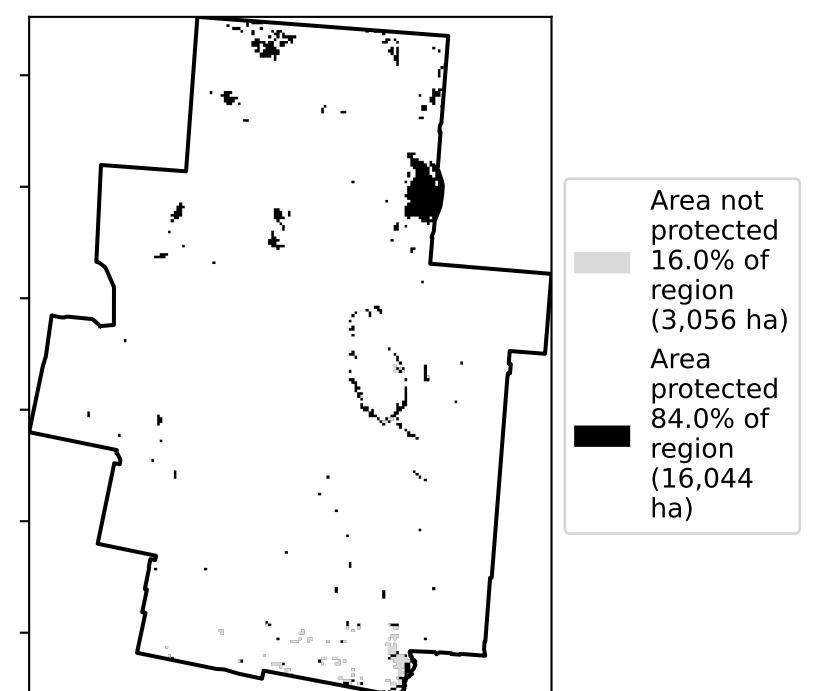 Area not
protected
16.0% of
region
(3,056 ha)
Area
protected
84.0% of
region
(16,044
ha)